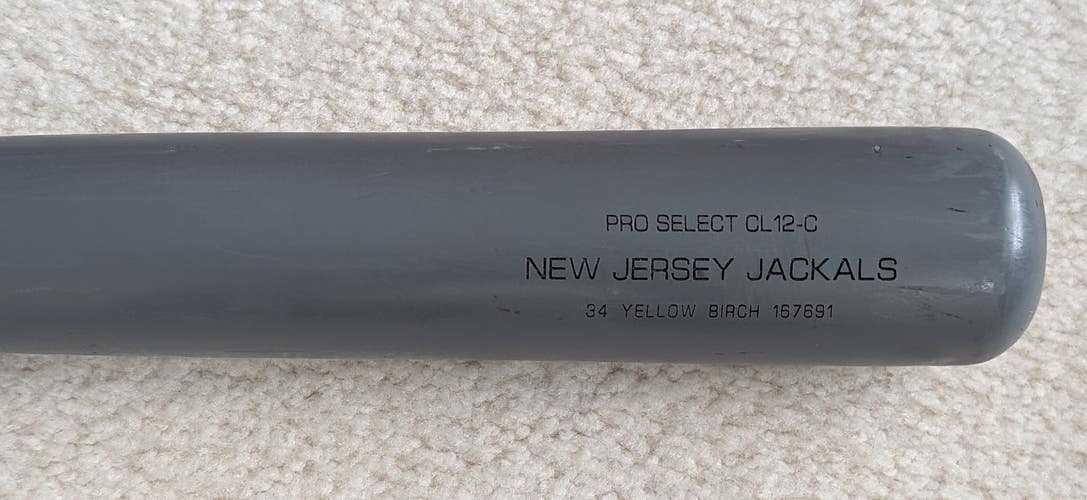 PRO SELECT CL12-C
NEW JERSEY JACKALS
34 YELLOW BIRCH 167691